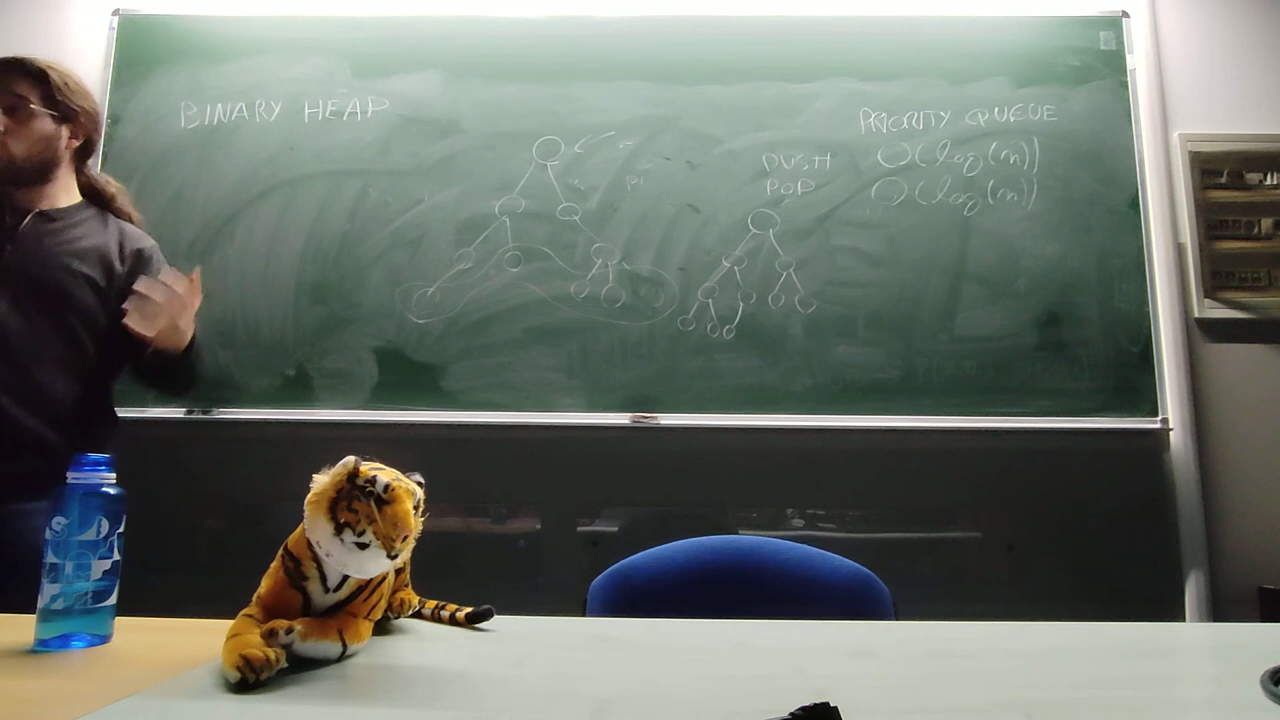 BINARY HEAP
PRIORITY QUEUE
PUSH O(log(n))
POP O(log(n))